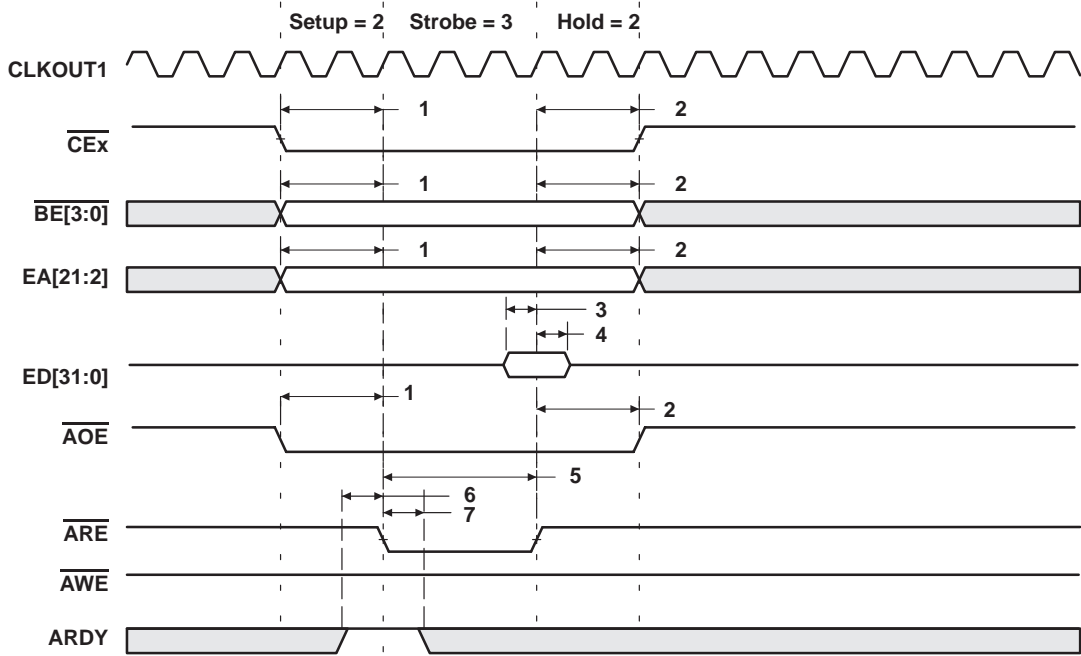 Setup = 2 Strobe = 3 Hold = 2
CLKOUT1
1 2
CEx
1 2
BE[3:0]
1 2
EA[21:2]
3
4
ED[31:0]
1
2
AOE
5
6
7
ARE
AWE
ARDY